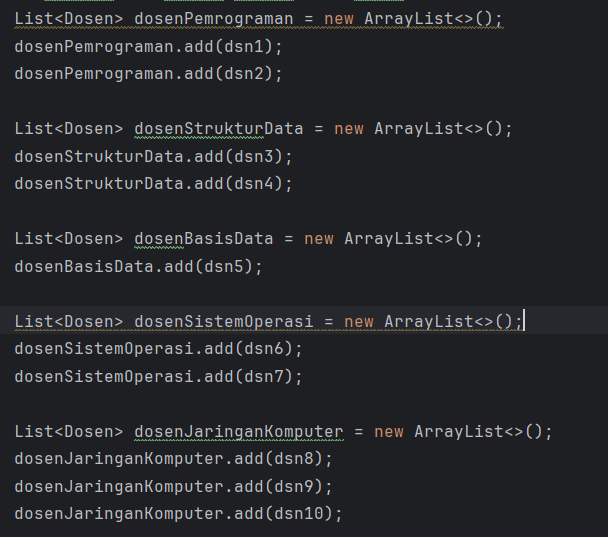 List<Dosen> dosenPemrograman = new ArrayList<>();
dosenPemrograman.add(dsn1);
dosenPemrograman.add(dsn2);
List<Dosen> dosenStrukturData = new ArrayList<>();
dosenStrukturData.add(dsn3);
dosenStrukturData.add(dsn4);
List<Dosen> dosenBasisData = new ArrayList<>();
dosenBasisData.add(dsn5);
List<Dosen> dosenSistemOperasi = new ArrayList<>();
dosenSistemOperasi.add(dsn6);
dosenSistemOperasi.add(dsn7);
List<Dosen> dosenJaringanKomputer = new ArrayList<>();
dosenJaringanKomputer.add(dsn8);
dosenJaringanKomputer.add(dsn9);
dosenJaringanKomputer.add(dsn10);